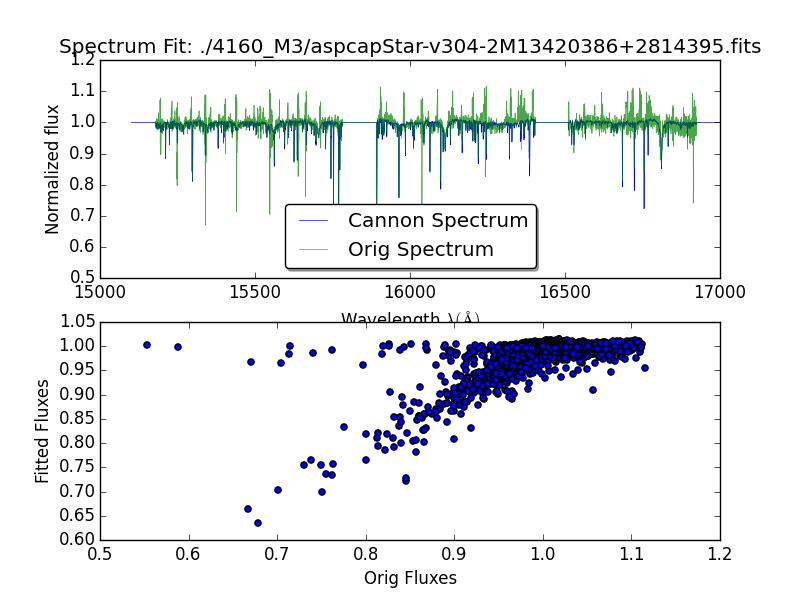 Spectrum Fit: ./4160_M3/aspcapStar-v304-2M13420386+2814395.fits
1.2
1.1
1.0
0.9
0.8
0.7
0.6
0.5
Normalized flux
Cannon Spectrum
Orig Spectrum
15000 15500 16000 16500 17000
Wavelength λ(Å)
1.05
1.00
0.95
0.90
0.85
0.80
0.75
0.70
0.65
0.60
Fitted Fluxes
0.5 0.6 0.7 0.8 0.9 1.0 1.1 1.2
Orig Fluxes